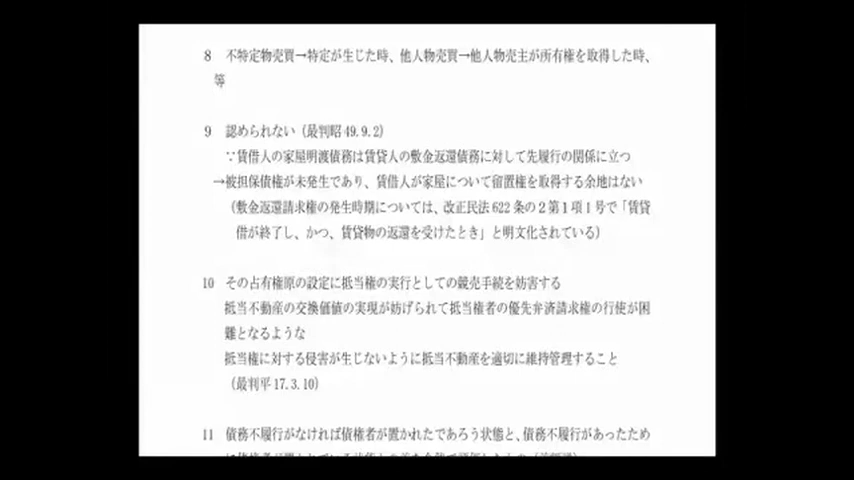 8 不特定物売買→特定が生じた時、他人物売買→他人物売主が所有権を取得した時、
等
9 認められない（最判昭49.9.2）
∵賃借人の家屋明渡債務は賃貸人の敷金返還債務に対して先履行の関係に立つ
→被担保債権が未発生であり、賃借人が家屋について留置権を取得する余地はない
（敷金返還請求権の発生時期については、改正民法622条の2第1項1号で「賃貸
借が終了し、かつ、賃貸物の返還を受けたとき」と明文化されている）
10 その占有権原の設定に抵当権の実行としての競売手続を妨害する
抵当不動産の交換価値の実現が妨げられて抵当権者の優先弁済請求権の行使が困
難となるような
抵当権に対する侵害が生じないように抵当不動産を適切に維持管理すること
（最判平17.3.10）
11 債務不履行がなければ債権者が置かれたであろう状態と、債務不履行があったため